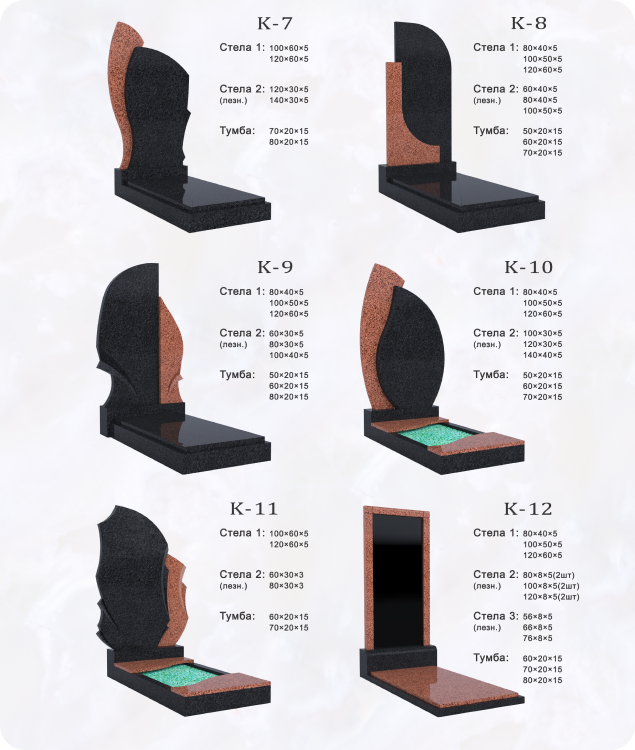 К-7
Стела 1: 100×60×5
120×60×5
Стела 2: 120×30×5
(лезн.) 140×30×5
Тумба: 70×20×15
80×20×15
К-8
Стела 1: 80×40×5
100×50×5
120×60×5
Стела 2: 60×40×5
(лезн.) 80×40×5
100×50×5
Тумба: 50×20×15
60×20×15
70×20×15
К-9
Стела 1: 80×40×5
100×50×5
120×60×5
Стела 2: 60×30×5
(лезн.) 80×30×5
100×40×5
Тумба: 50×20×15
60×20×15
80×20×15
К-10
Стела 1: 80×40×5
100×50×5
120×60×5
Стела 2: 100×30×5
(лезн.) 120×30×5
140×40×5
Тумба: 50×20×15
60×20×15
70×20×15
К-11
Стела 1: 100×60×5
120×60×5
Стела 2: 60×30×3
(лезн.) 80×30×3
Тумба: 60×20×15
70×20×15
К-12
Стела 1: 80×40×5
100×50×5
120×60×5
Стела 2: 80×8×5(2шт)
(лезн.) 100×8×5(2шт)
120×8×5(2шт)
Стела 3: 56×8×5
(лезн.) 66×8×5
76×8×5
Тумба: 60×20×15
70×20×15
80×20×15